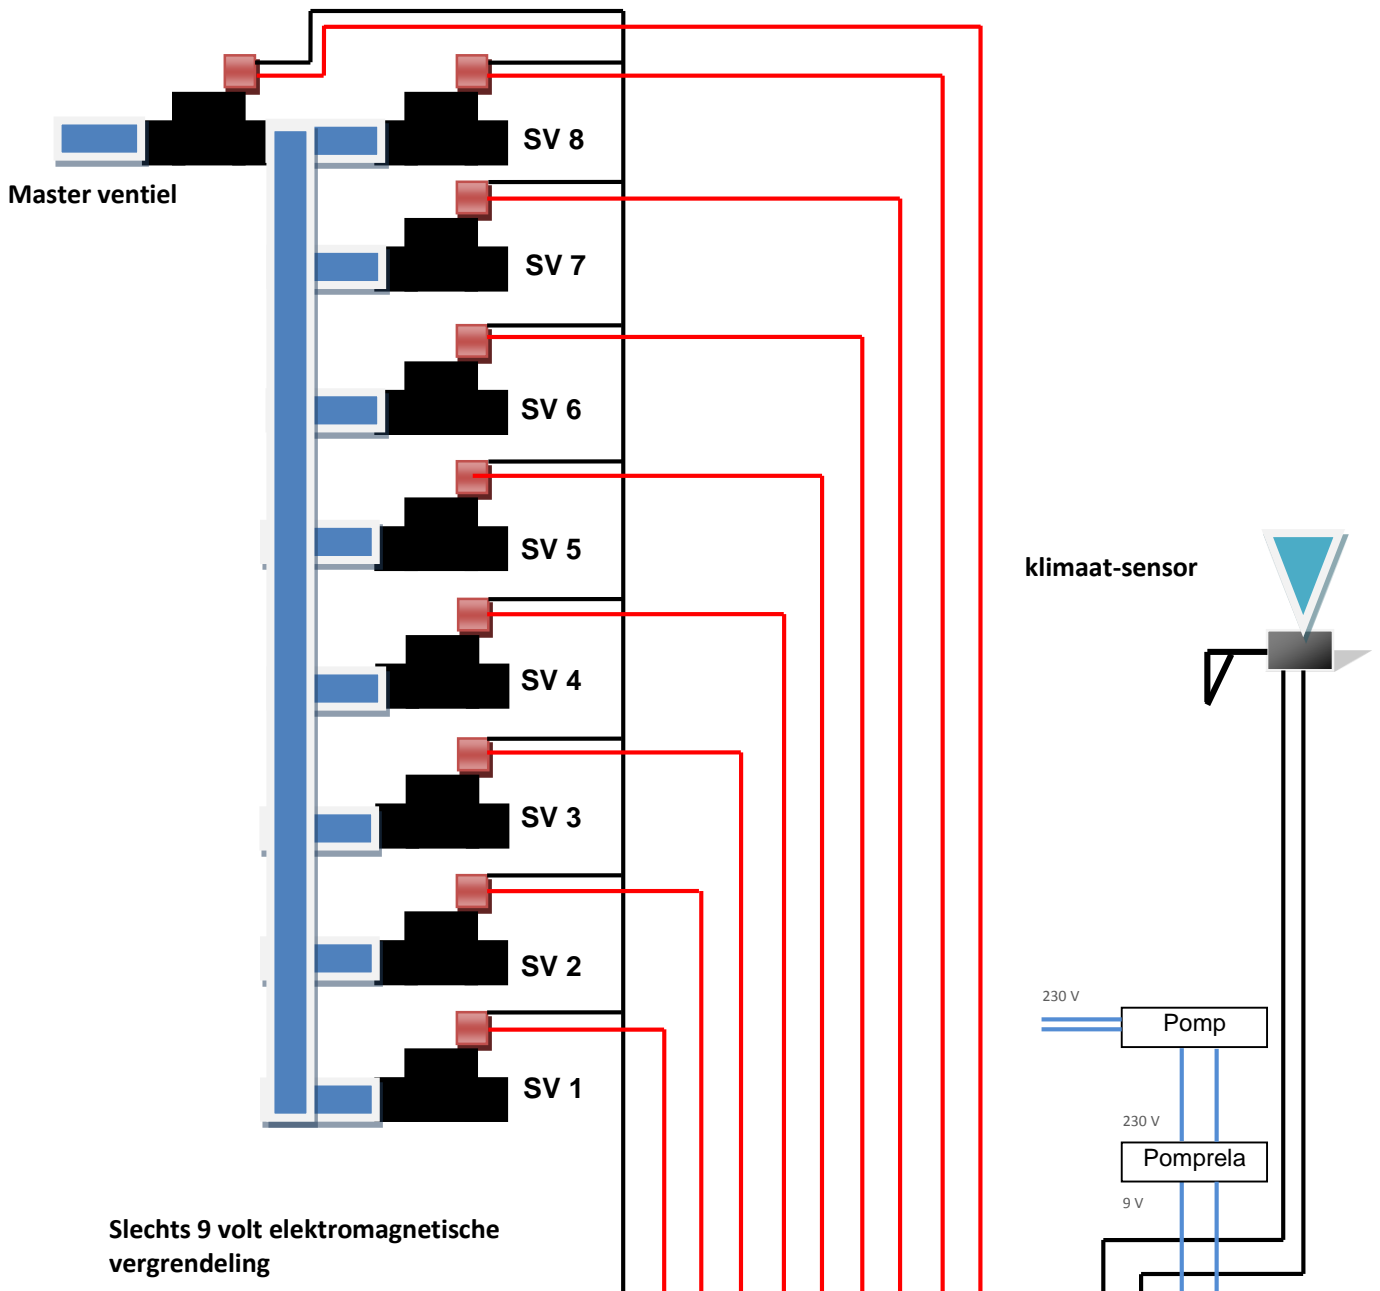 SV 8
Master ventiel
SV 7
SV 6
SV 5
klimaat-sensor
SV 4
SV 3
SV 2
230 V
Pomp
SV 1
230 V
Pomprela
9 V
Slechts 9 volt elektromagnetische
vergrendeling